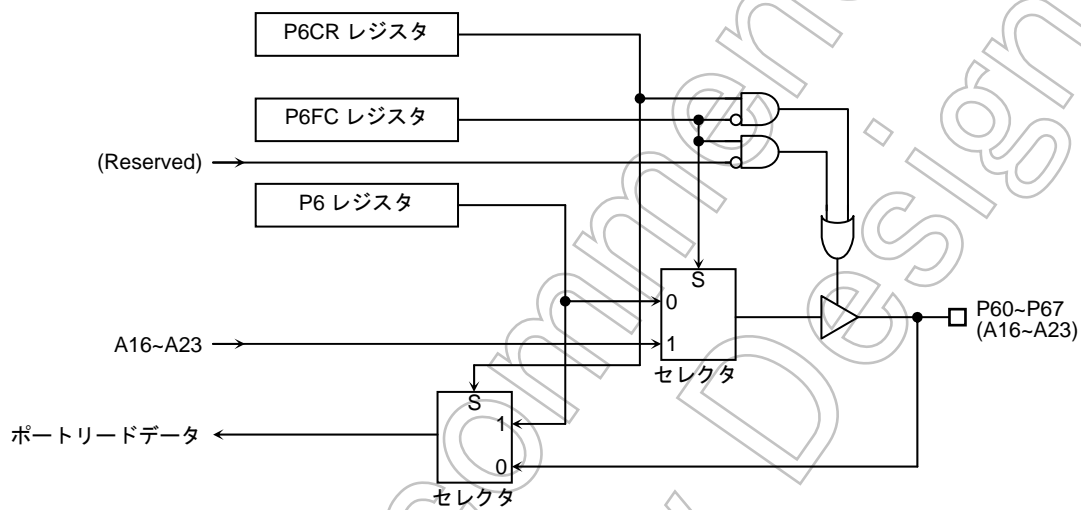 P6CR レジスタ
P6FC レジスタ
(Reserved)
P6 レジスタ
S
0
1
A16~A23
セレクタ
P60~P67
(A16~A23)
S
1
0
ポートリードデータ
セレクタ